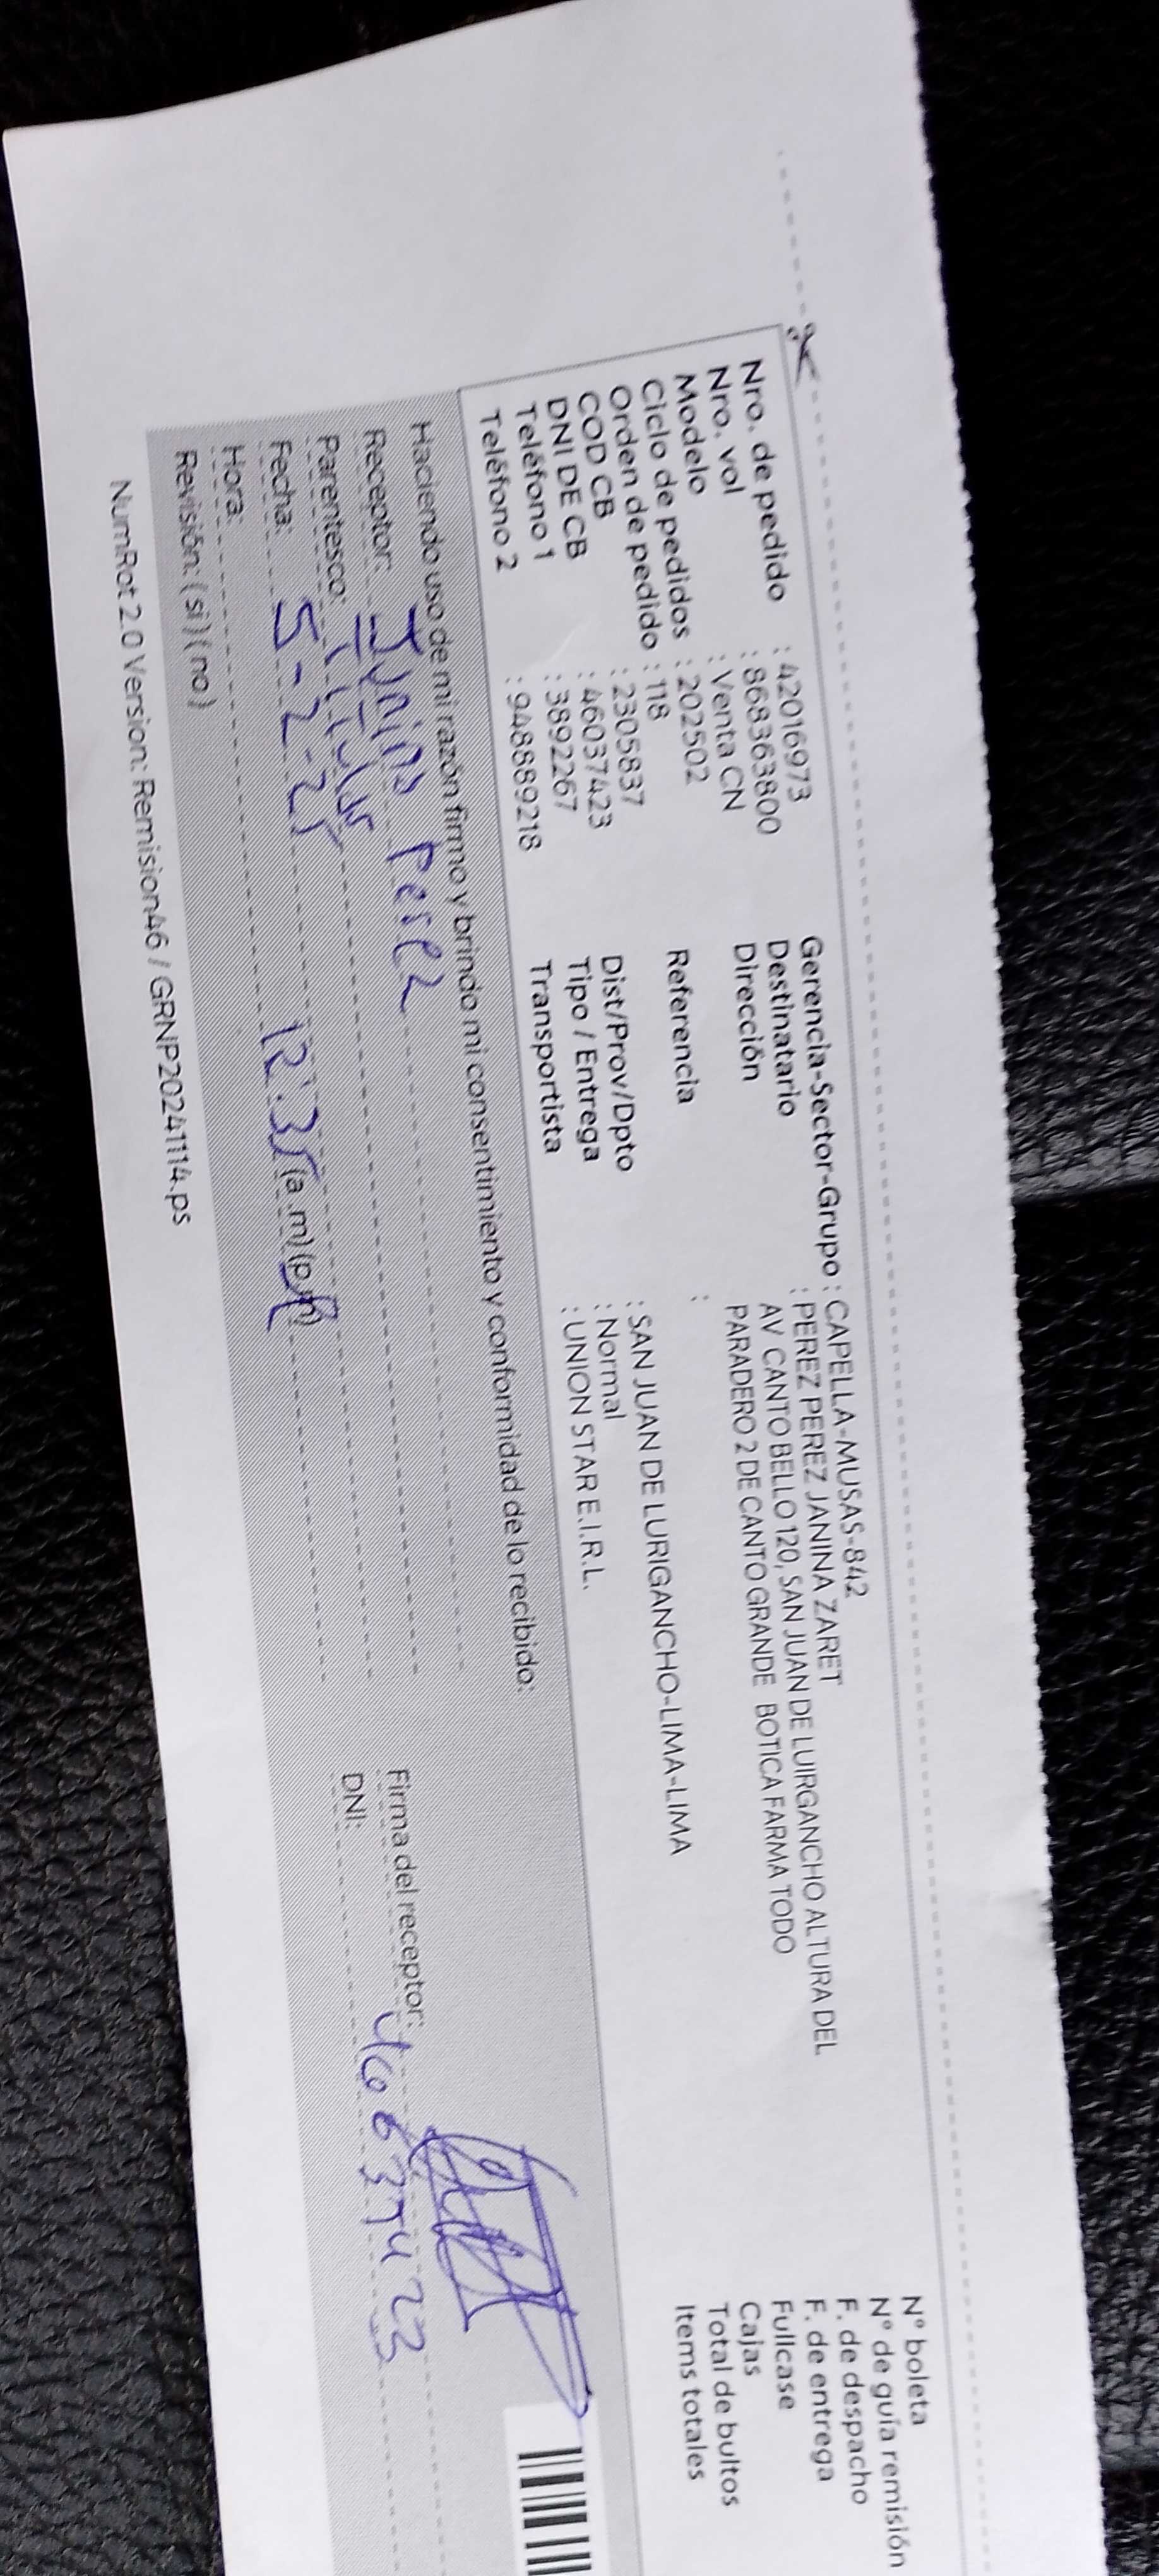 Nro. de pedido : 42016973
Nro. vol : 868363800
Modelo : Venta CN
Ciclo de pedidos : 202502
Orden de pedido : 118
COD CB : 2305837
DNI DE CB : 46037423
Teléfono 1 : 3892267
Teléfono 2 : 948889218
Gerencia-Sector-Grupo : CAPELLA-MUSAS-842
Destinatario : PEREZ PEREZ JANINA ZARET
Dirección AV CANTO BELLO 120, SAN JUAN DE LUIRGANCHO ALTURA DEL
PARADERO 2 DE CANTO GRANDE BOTICA FARMA TODO
Referencia :
Dist/Prov/Dpto : SAN JUAN DE LURIGANCHO-LIMA-LIMA
Tipo / Entrega : Normal
Transportista : UNION STAR E.I.R.L.
N° boleta
N° de guía remisión
F. de despacho
F. de entrega
Fullcase
Cajas
Total de bultos
Items totales
Haciendo uso de mi razón firmo y brindo mi consentimiento y conformidad de lo recibido:
Receptor: Janina Perez
Parentesco: Titular
Fecha: 5-2-25
Hora: 12:35 (a.m) (p.m)
Revisión: ( si ) ( no )
Firma del receptor:
DNI: 46037423
NumRot 2.0 Version: Remision46 / GRNP20241114.ps